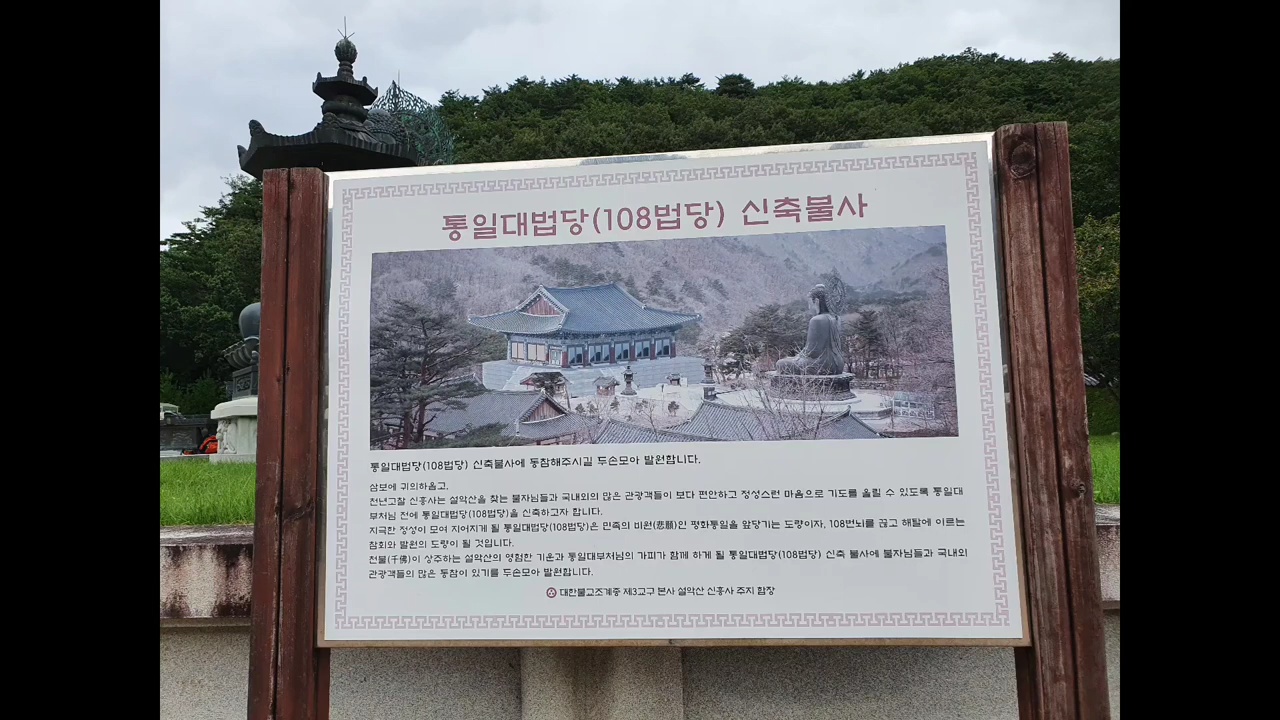 통일대법당(108법당) 신축불사
통일대법당(108법당) 신축불사에 동참해주시길 두손모아 발원합니다.
삼보에 귀의하옵고,
천년고찰 신흥사는 설악산을 찾는 불자님들과 국내외의 많은 관광객들이 보다 편안하고 정성스런 마음으로 기도를 올릴 수 있도록 통일대
부처님 전에 통일대법당(108법당)을 신축하고자 합니다.
지극한 정성이 모여 지어지게 될 통일대법당(108법당)은 민족의 비원(悲願)인 평화통일을 앞당기는 도량이자, 108번뇌를 끊고 해탈에 이르는
참회와 발원의 도량이 될 것입니다.
천불(千佛)이 상주하는 설악산의 영험한 기운과 통일대부처님의 가피가 함께 하게 될 통일대법당(108법당) 신축 불사에 불자님들과 국내외
관광객들의 많은 동참이 있기를 두손모아 발원합니다.
대한불교조계종 제3교구 본사 설악산 신흥사 주지 합장